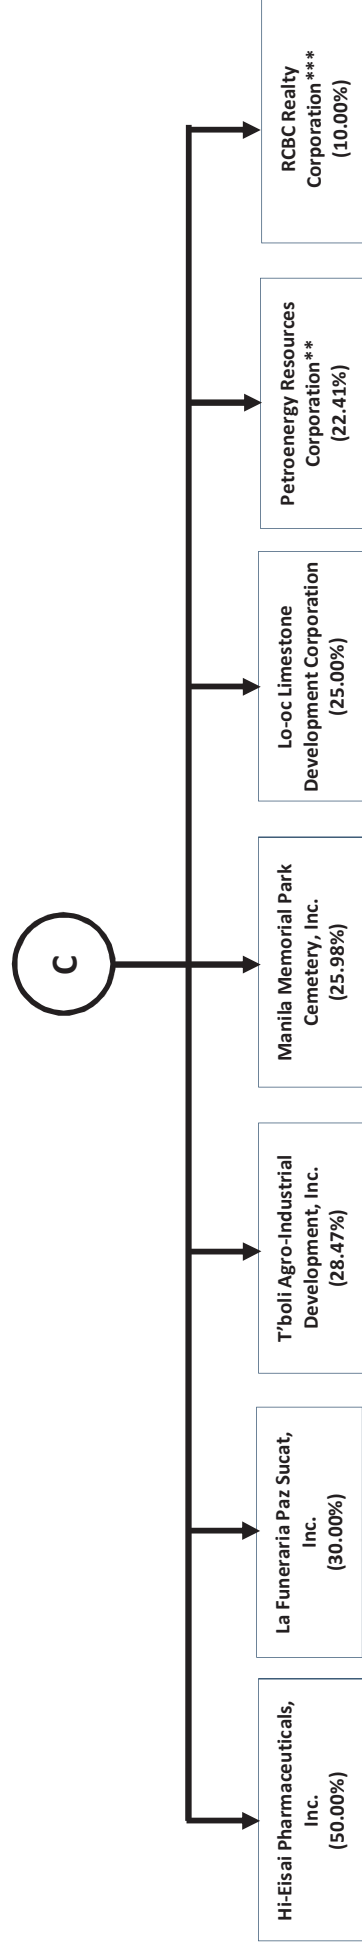 C
Hi-Eisai Pharmaceuticals,
Inc.
(50.00%)
La Funeraria Paz Sucat,
Inc.
(30.00%)
T’boli Agro-Industrial
Development, Inc.
(28.47%)
Manila Memorial Park
Cemetery, Inc.
(25.98%)
Lo-oc Limestone
Development Corporation
(25.00%)
Petroenergy Resources
Corporation**
(22.41%)
RCBC Realty
Corporation***
(10.00%)